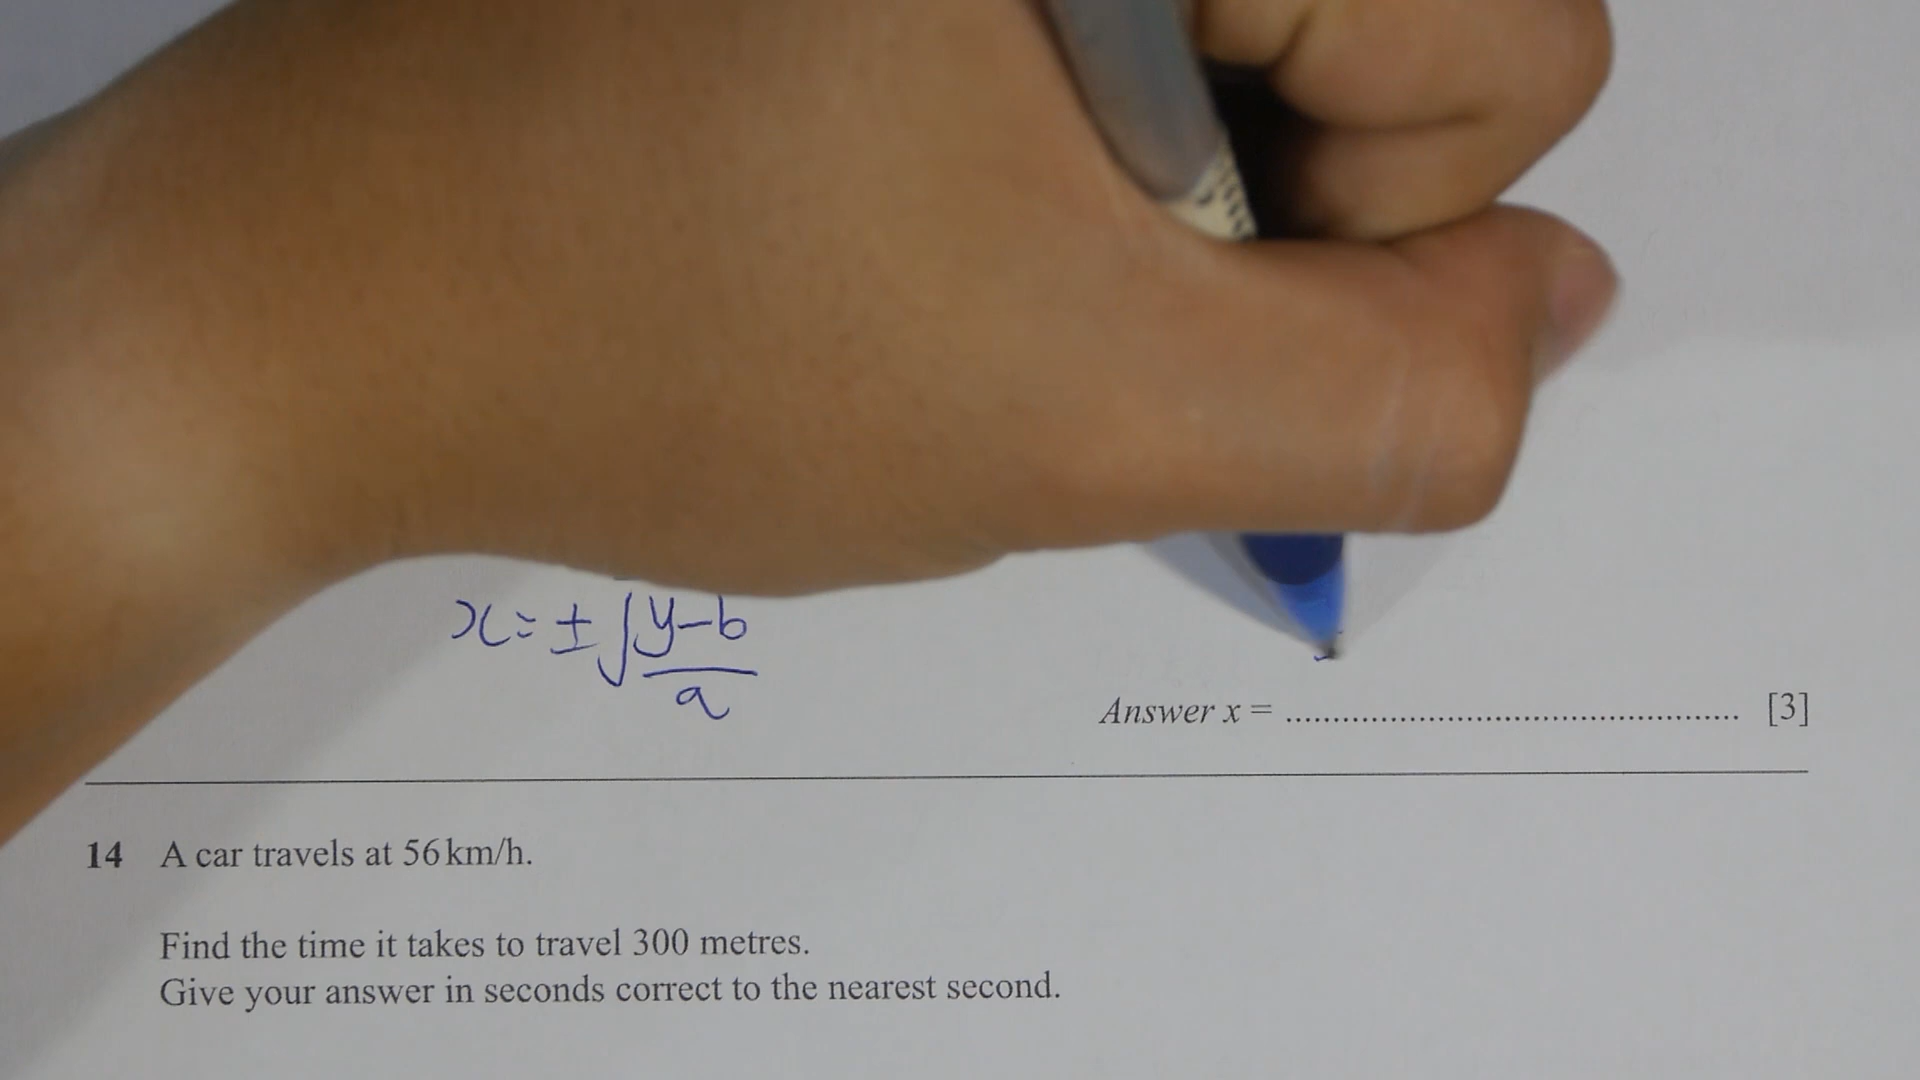 x = ± √y-b
a
Answer x = ................................................ [3]
14 A car travels at 56 km/h.
Find the time it takes to travel 300 metres.
Give your answer in seconds correct to the nearest second.